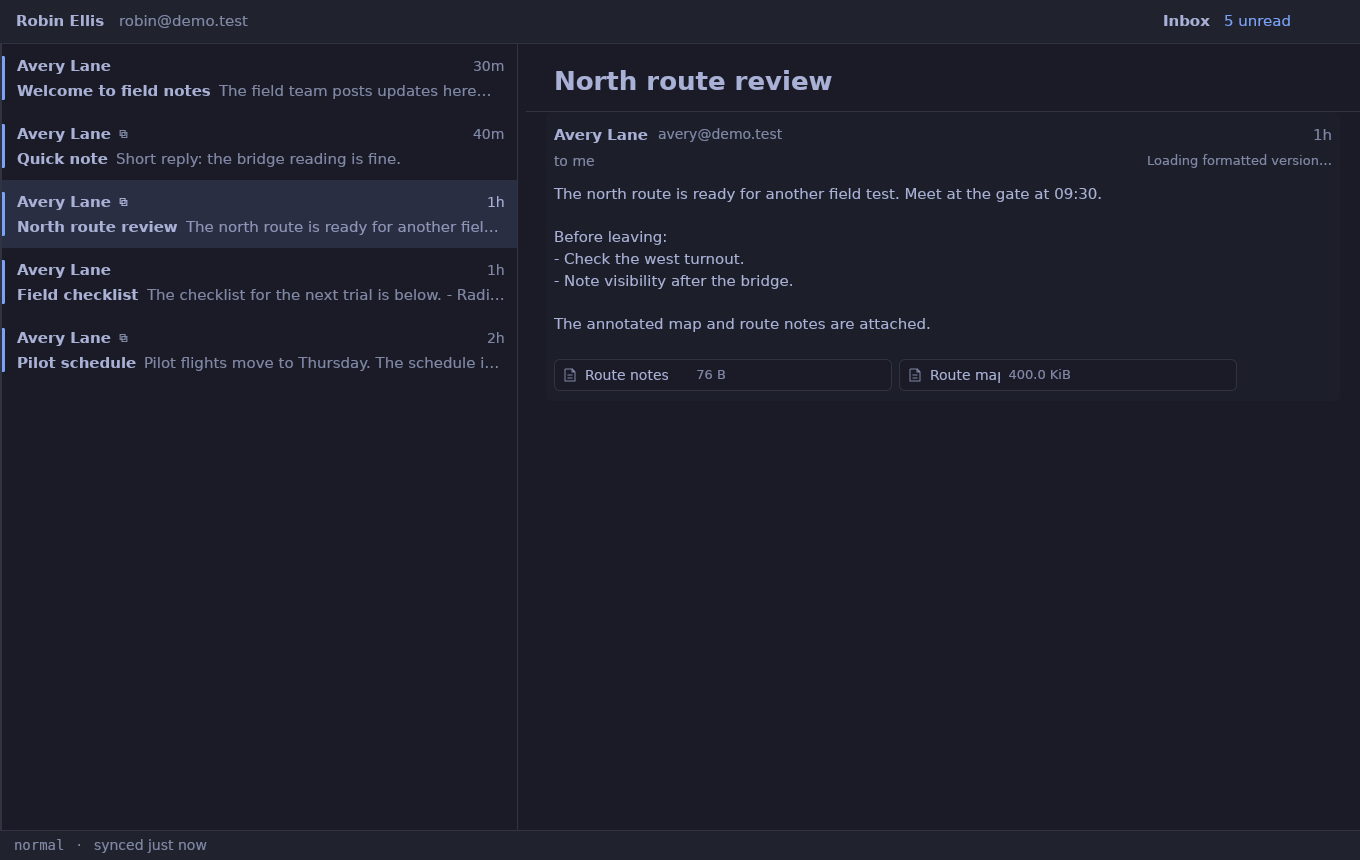 Robin Ellis robin@demo.test Inbox 5 unread
Avery Lane 30m
Welcome to field notes The field team posts updates here…
Avery Lane 40m
Quick note Short reply: the bridge reading is fine.
Avery Lane 1h
North route review The north route is ready for another fiel…
Avery Lane 1h
Field checklist The checklist for the next trial is below. - Radi…
Avery Lane 2h
Pilot schedule Pilot flights move to Thursday. The schedule i…
North route review
Avery Lane avery@demo.test 1h
to me Loading formatted version…
The north route is ready for another field test. Meet at the gate at 09:30.
Before leaving:
- Check the west turnout.
- Note visibility after the bridge.
The annotated map and route notes are attached.
Route notes 76 B Route map 400.0 KiB
normal · synced just now